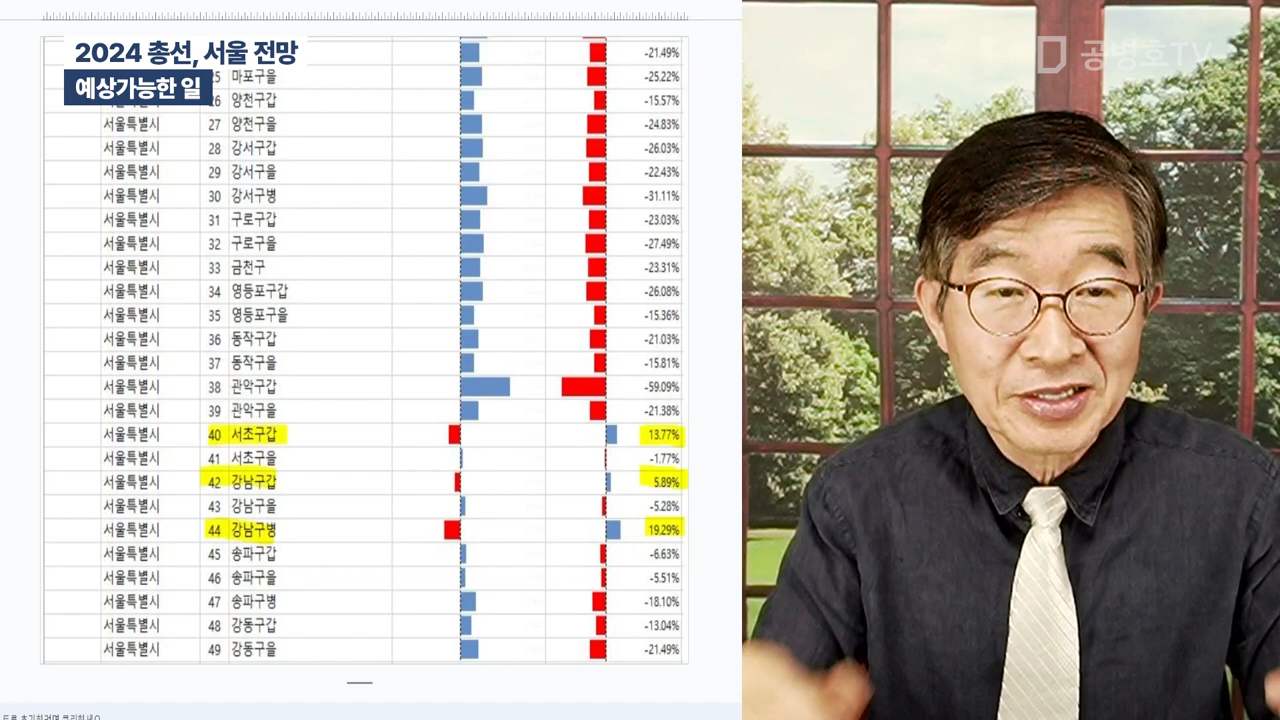 2024 총선, 서울 전망
예상가능한 일
공병호TV
-21.49%
마포구을 -25.22%
26 양천구갑 -15.57%
서울특별시 27 양천구을 -24.83%
서울특별시 28 강서구갑 -26.03%
서울특별시 29 강서구을 -22.43%
서울특별시 30 강서구병 -31.11%
서울특별시 31 구로구갑 -23.03%
서울특별시 32 구로구을 -27.49%
서울특별시 33 금천구 -23.31%
서울특별시 34 영등포구갑 -26.08%
서울특별시 35 영등포구을 -15.36%
서울특별시 36 동작구갑 -21.03%
서울특별시 37 동작구을 -15.81%
서울특별시 38 관악구갑 -59.09%
서울특별시 39 관악구을 -21.38%
서울특별시 40 서초구갑 13.77%
서울특별시 41 서초구을 -1.77%
서울특별시 42 강남구갑 5.89%
서울특별시 43 강남구을 -5.28%
서울특별시 44 강남구병 19.29%
서울특별시 45 송파구갑 -6.63%
서울특별시 46 송파구을 -5.51%
서울특별시 47 송파구병 -18.10%
서울특별시 48 강동구갑 -13.04%
서울특별시 49 강동구을 -21.49%